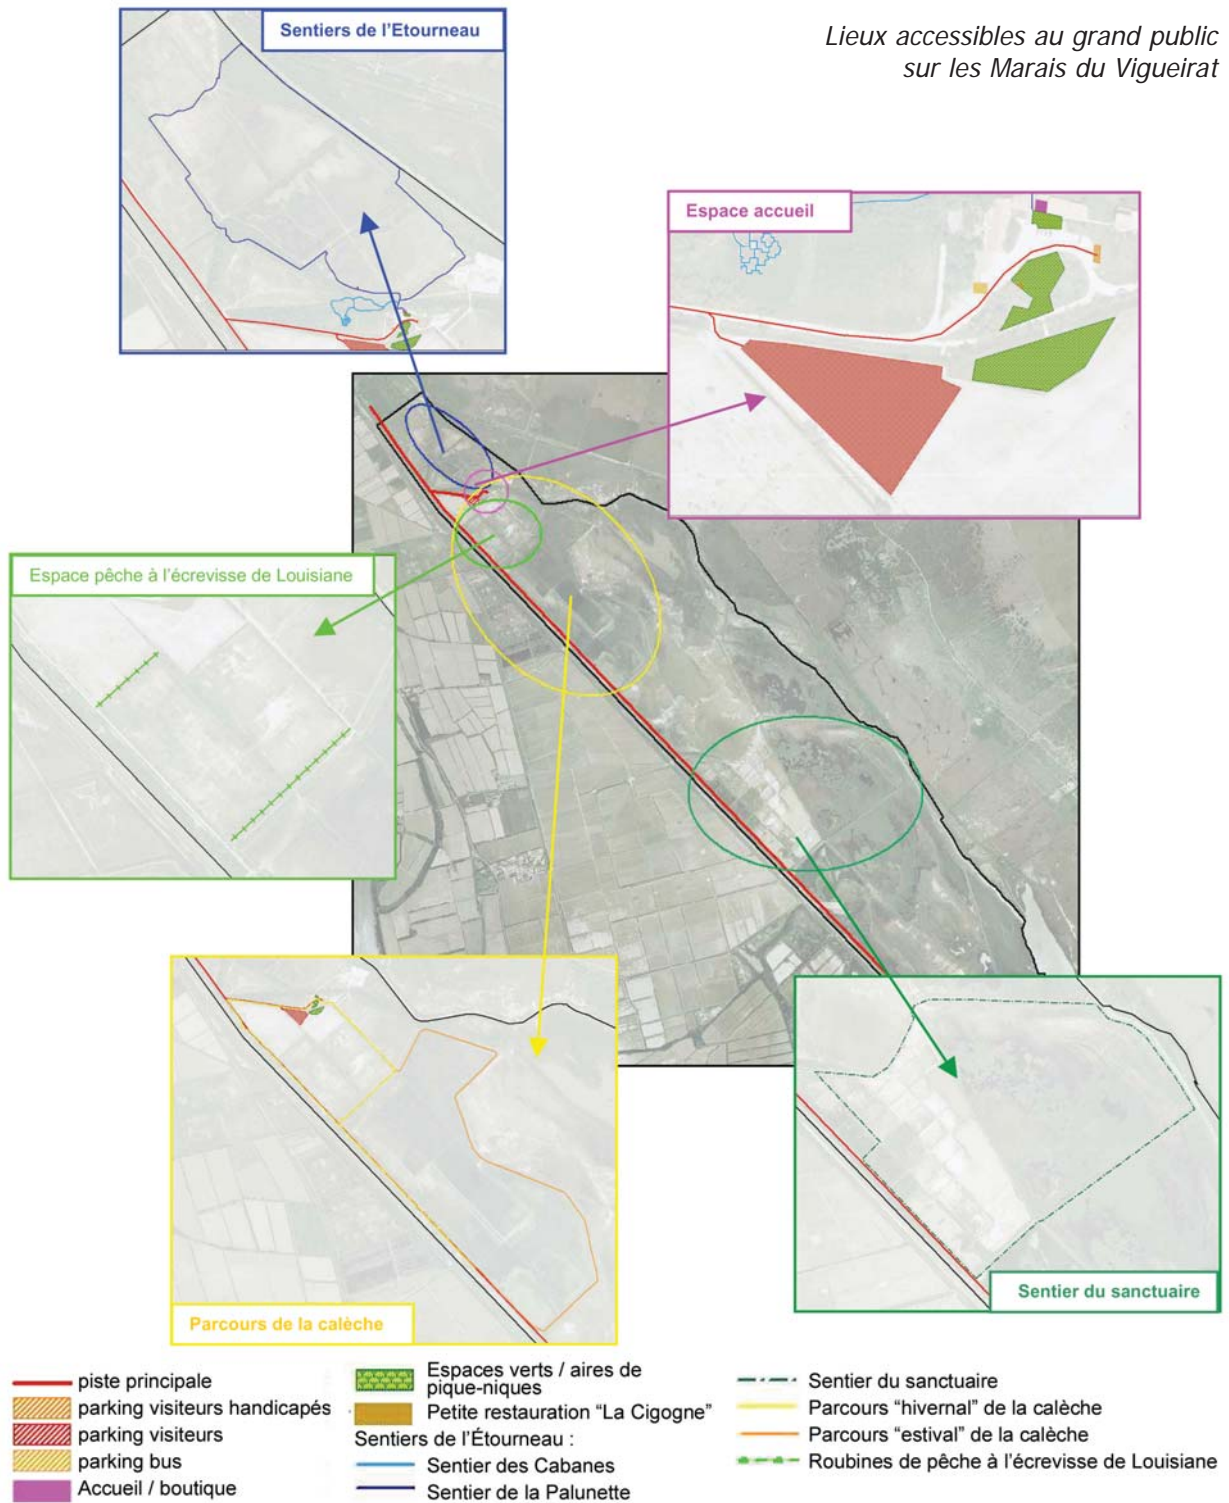 Lieux accessibles au grand public
sur les Marais du Vigueirat
Sentiers de l'Etourneau
Espace accueil
Espace pêche à l'écrevisse de Louisiane
Parcours de la calèche
Sentier du sanctuaire
piste principale
parking visiteurs handicapés
parking visiteurs
parking bus
Accueil / boutique
Espaces verts / aires de
pique-niques
Petite restauration “La Cigogne”
Sentiers de l'Étourneau :
Sentier des Cabanes
Sentier de la Palunette
Sentier du sanctuaire
Parcours “hivernal” de la calèche
Parcours “estival” de la calèche
Roubines de pêche à l'écrevisse de Louisiane